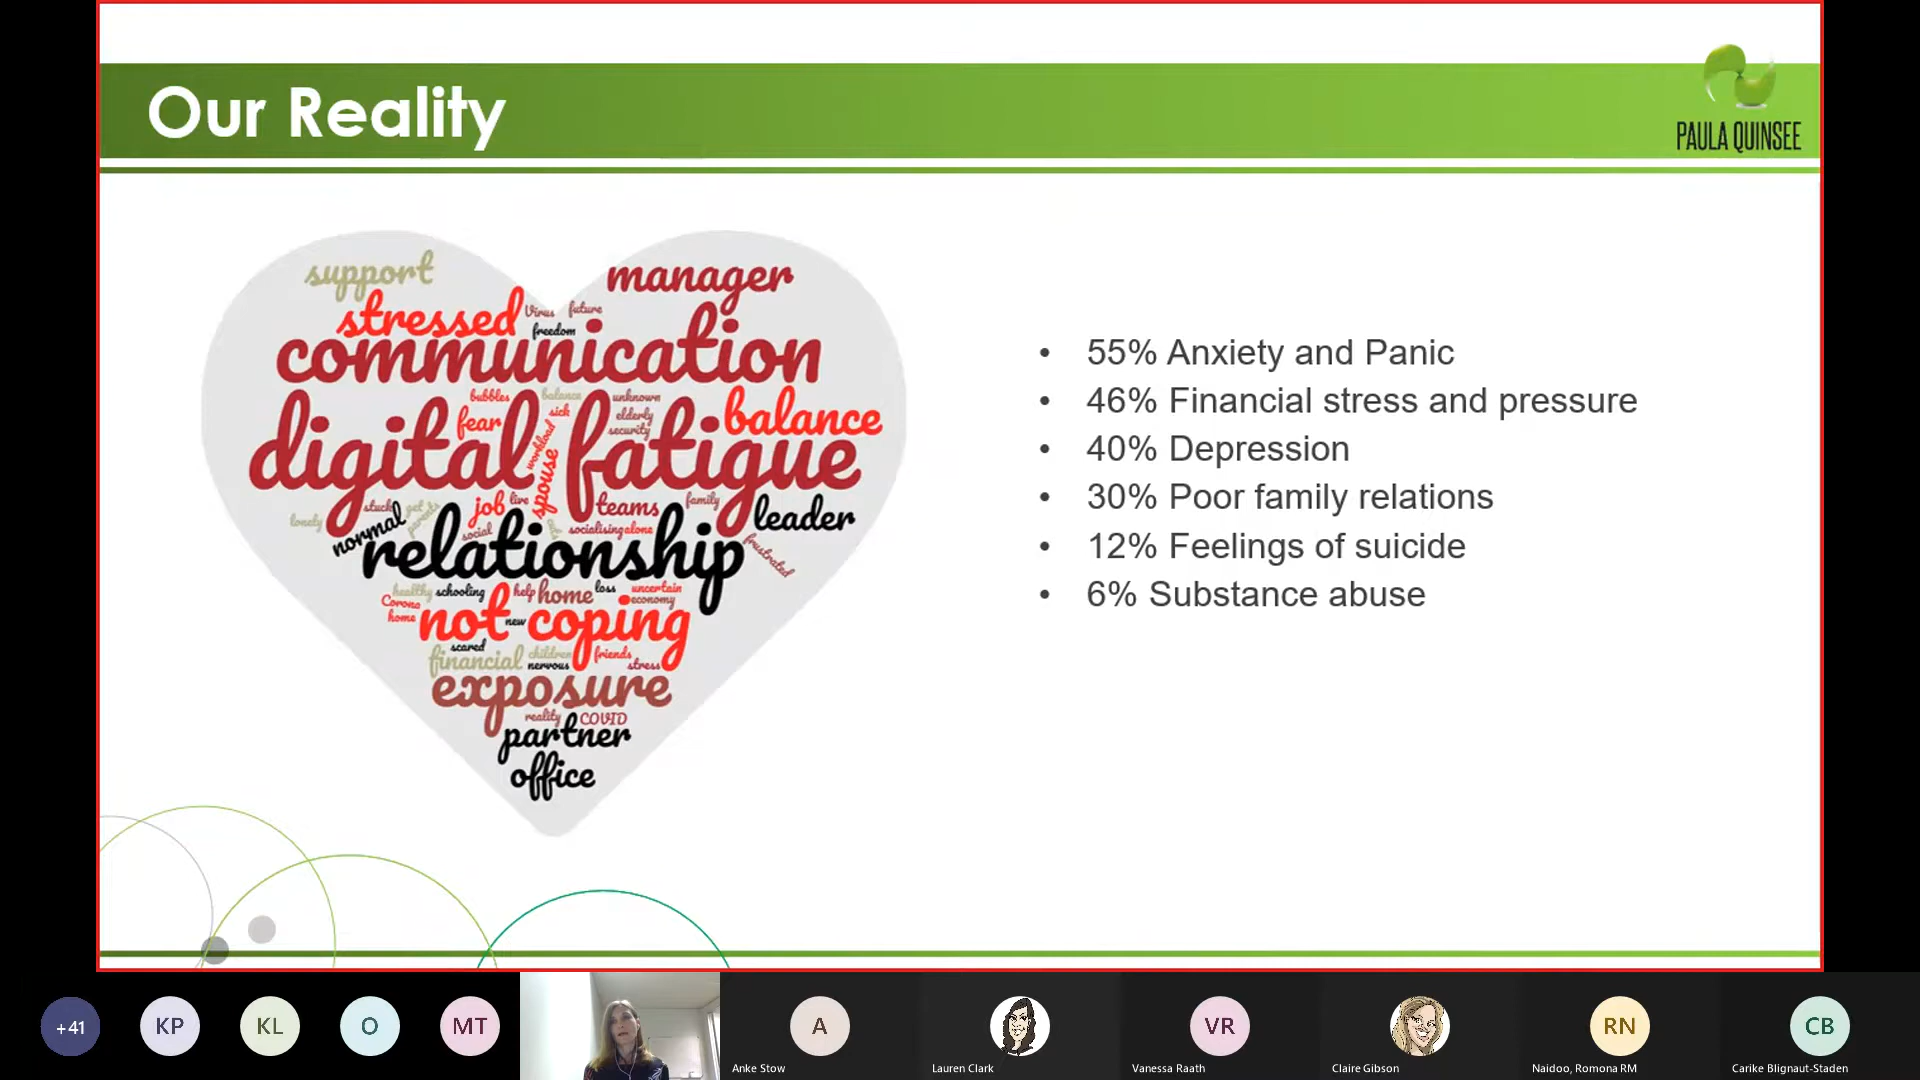 Our Reality
PAULA QUINSEE
support
manager
stressed
Virus
future
freedom
communication
bubbles
balance
unknown
sick
elderly
fear
security
balance
digital fatigue
workload
spouse
stuck
get
job
live
teams
family
leader
lonely
normal
parents
social
socialising
alone
relationship
frustrated
healthy
schooling
help
home
loss
uncertain
economy
Corona
home
not
new
coping
scared
financial
children
nervous
friends
stress
exposure
reality
COVID
partner
office
• 55% Anxiety and Panic
• 46% Financial stress and pressure
• 40% Depression
• 30% Poor family relations
• 12% Feelings of suicide
• 6% Substance abuse
+41
KP
KL
O
MT
A
VR
RN
CB
Anke Stow
Lauren Clark
Vanessa Raath
Claire Gibson
Naidoo, Romona RM
Carike Blignaut-Staden